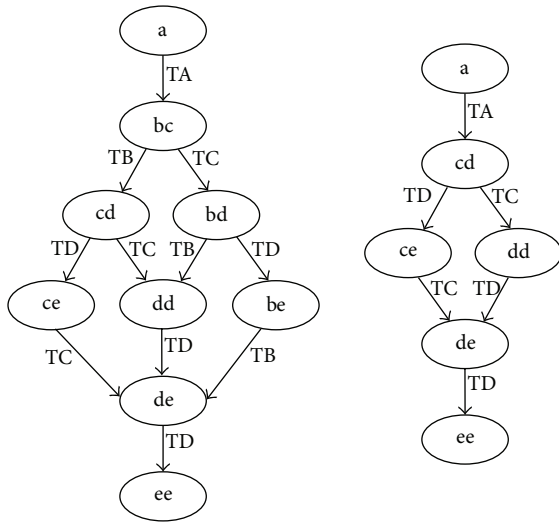 a
TA
bc
TB TC
cd bd
TD TC TB TD
ce dd be
TC TD TB
de
TD
ee
a
TA
cd
TD TC
ce dd
TC TD
de
TD
ee